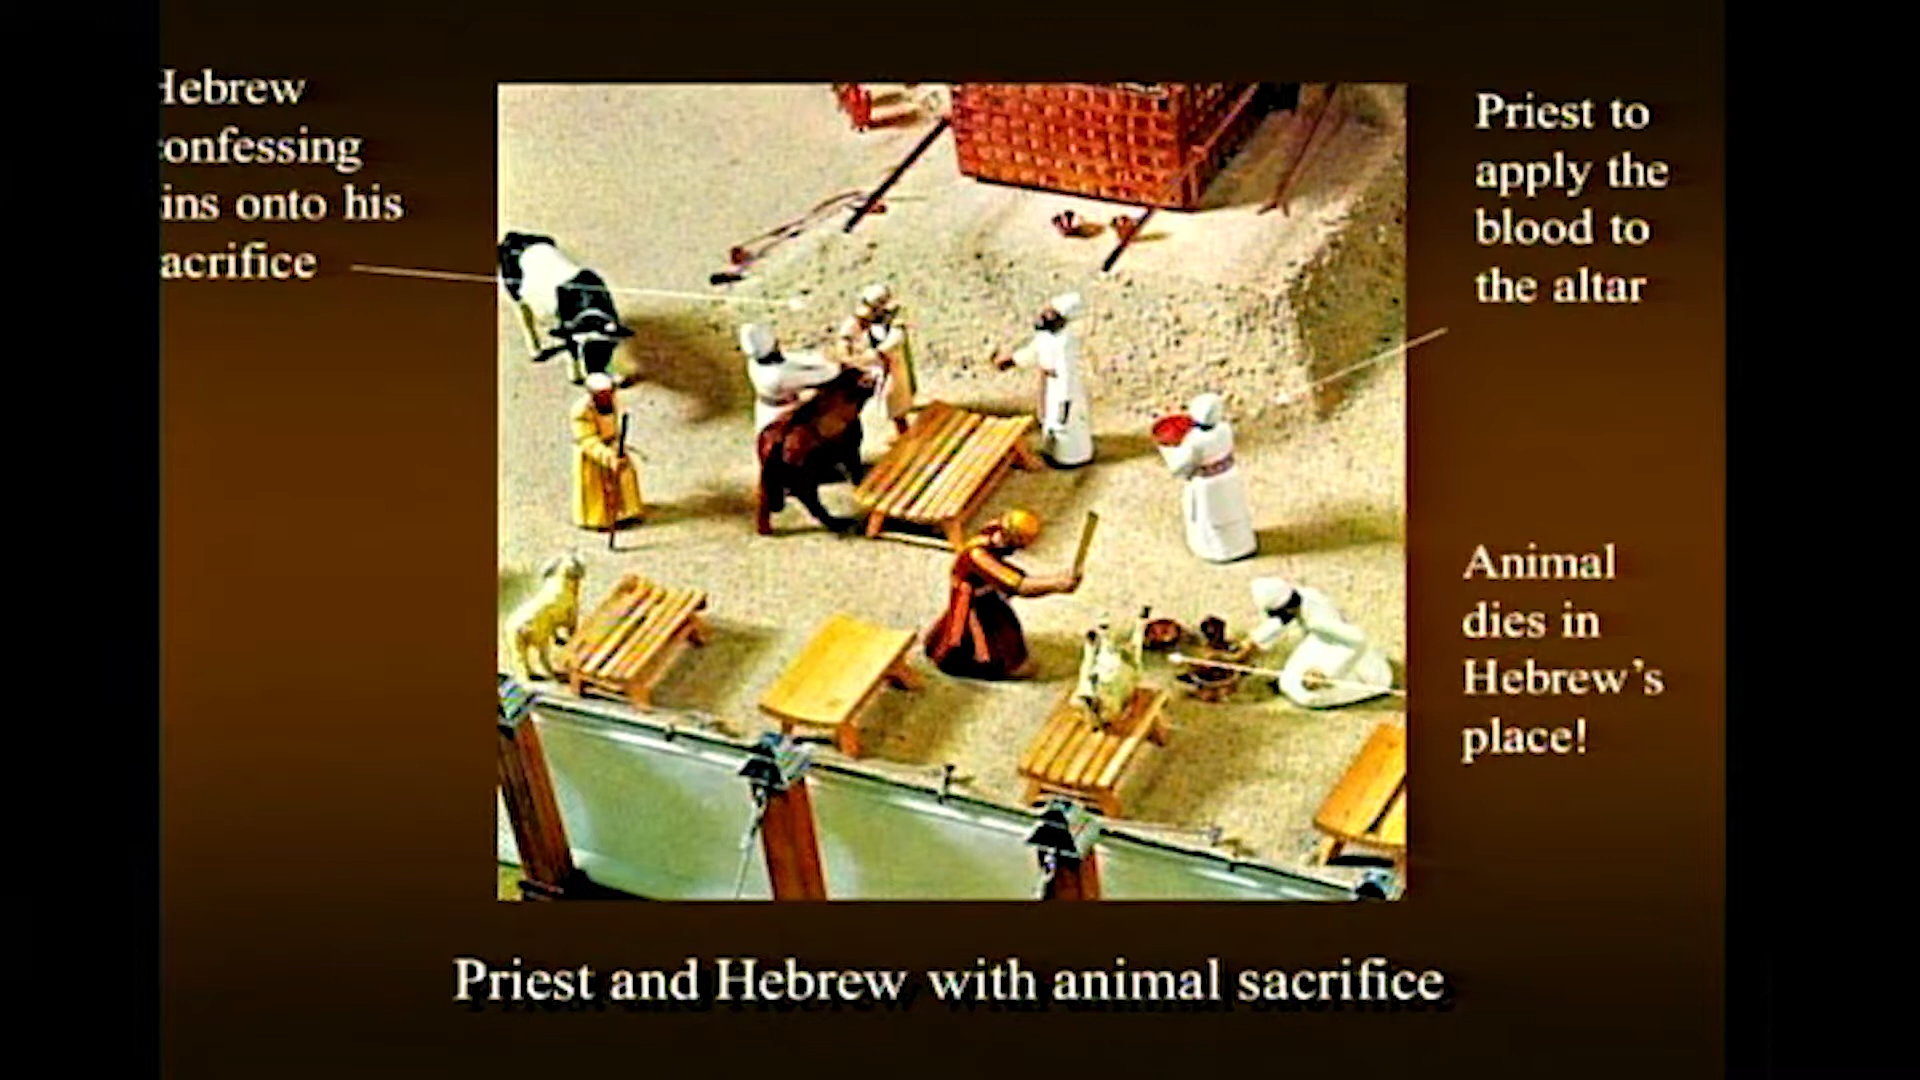 Hebrew
confessing
ins onto his
acrifice
Priest to
apply the
blood to
the altar
Animal
dies in
Hebrew's
place!
Priest and Hebrew with animal sacrifice